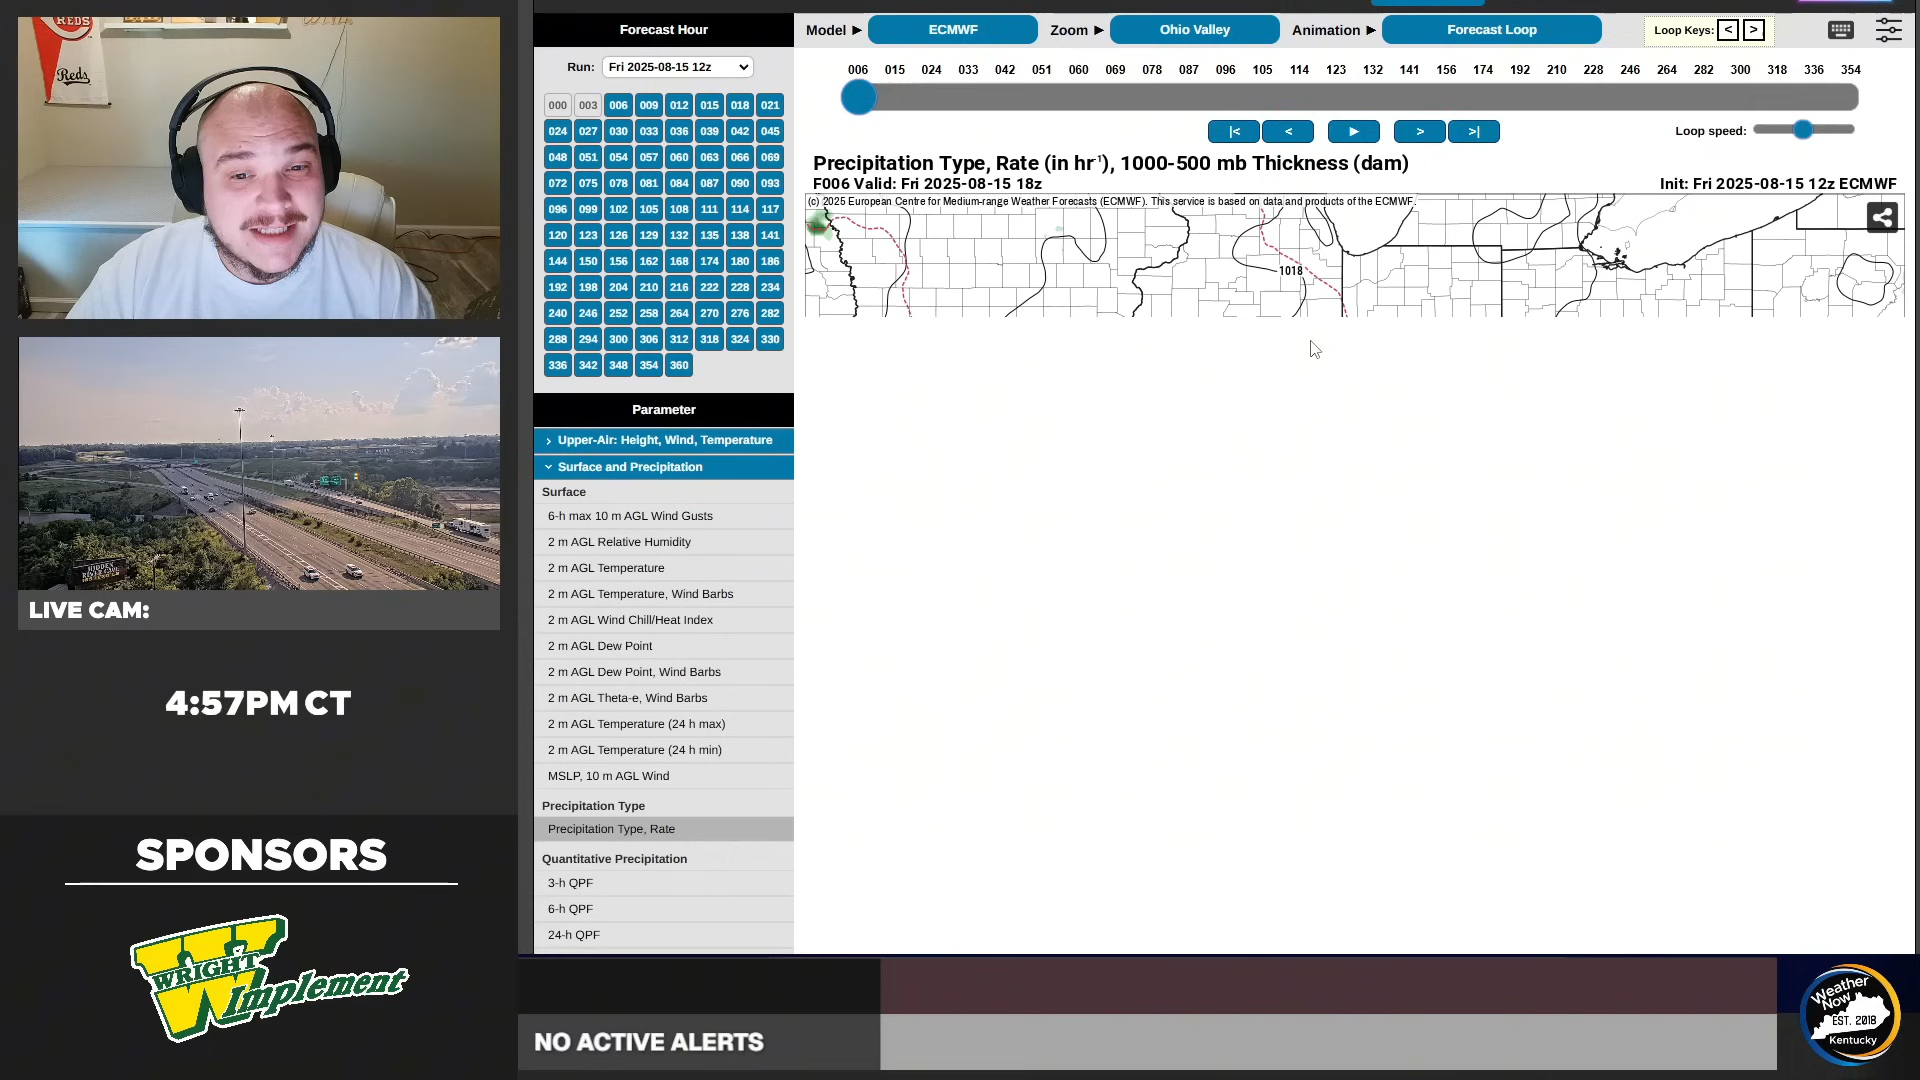 REDS
Reds
HIDDEN
RIVER CAVE
LIVE CAM:
4:57PM CT
SPONSORS
WRIGHT
Implement
Forecast Hour
Run: Fri 2025-08-15 12z
000 003 006 009 012 015 018 021
024 027 030 033 036 039 042 045
048 051 054 057 060 063 066 069
072 075 078 081 084 087 090 093
096 099 102 105 108 111 114 117
120 123 126 129 132 135 138 141
144 150 156 162 168 174 180 186
192 198 204 210 216 222 228 234
240 246 252 258 264 270 276 282
288 294 300 306 312 318 324 330
336 342 348 354 360
Parameter
Upper-Air: Height, Wind, Temperature
Surface and Precipitation
Surface
6-h max 10 m AGL Wind Gusts
2 m AGL Relative Humidity
2 m AGL Temperature
2 m AGL Temperature, Wind Barbs
2 m AGL Wind Chill/Heat Index
2 m AGL Dew Point
2 m AGL Dew Point, Wind Barbs
2 m AGL Theta-e, Wind Barbs
2 m AGL Temperature (24 h max)
2 m AGL Temperature (24 h min)
MSLP, 10 m AGL Wind
Precipitation Type
Precipitation Type, Rate
Quantitative Precipitation
3-h QPF
6-h QPF
24-h QPF
Model ▶ ECMWF Zoom ▶ Ohio Valley Animation ▶ Forecast Loop Loop Keys: < >
006 015 024 033 042 051 060 069 078 087 096 105 114 123 132 141 156 174 192 210 228 246 264 282 300 318 336 354
|< < ▶ > >| Loop speed:
Precipitation Type, Rate (in hr⁻¹), 1000-500 mb Thickness (dam)
F006 Valid: Fri 2025-08-15 18z Init: Fri 2025-08-15 12z ECMWF
(c) 2025 European Centre for Medium-range Weather Forecasts (ECMWF). This service is based on data and products of the ECMWF.
1018
NO ACTIVE ALERTS
Weather
Now
EST. 2018
Kentucky